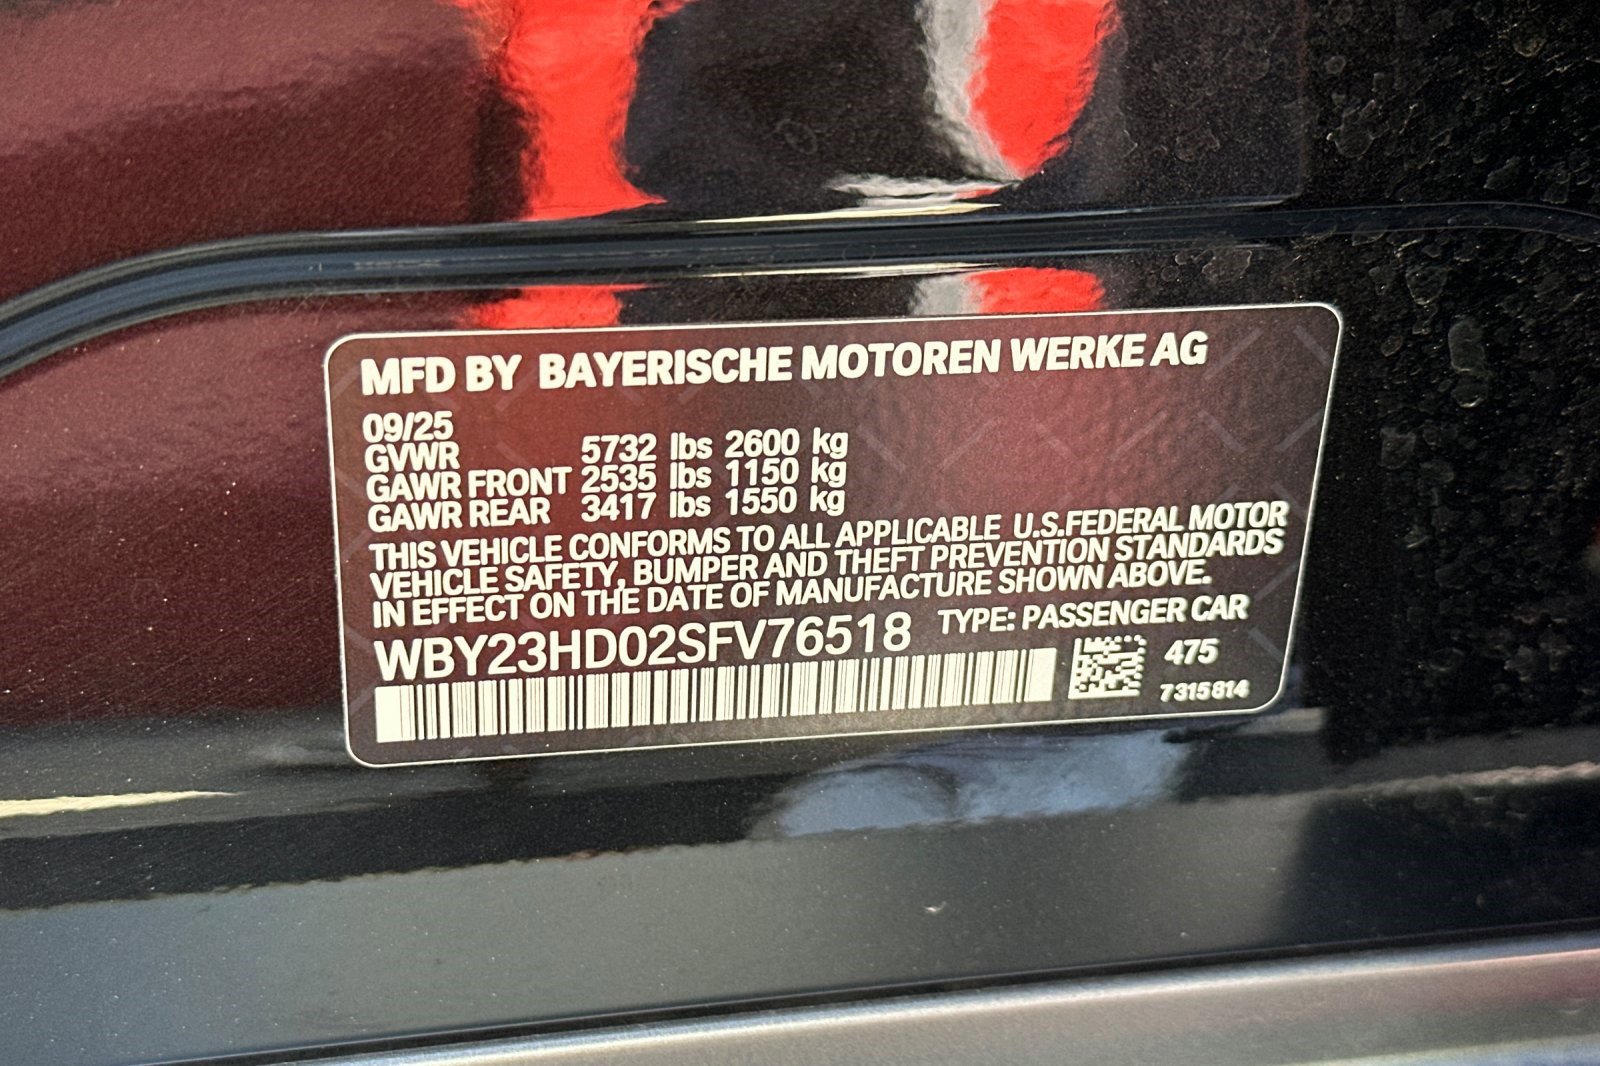 MFD BY BAYERISCHE MOTOREN WERKE AG
09/25
GVWR 5732 lbs 2600 kg
GAWR FRONT 2535 lbs 1150 kg
GAWR REAR 3417 lbs 1550 kg
THIS VEHICLE CONFORMS TO ALL APPLICABLE U.S.FEDERAL MOTOR
VEHICLE SAFETY, BUMPER AND THEFT PREVENTION STANDARDS
IN EFFECT ON THE DATE OF MANUFACTURE SHOWN ABOVE.
WBY23HD02SFV76518 TYPE: PASSENGER CAR
475
7315814